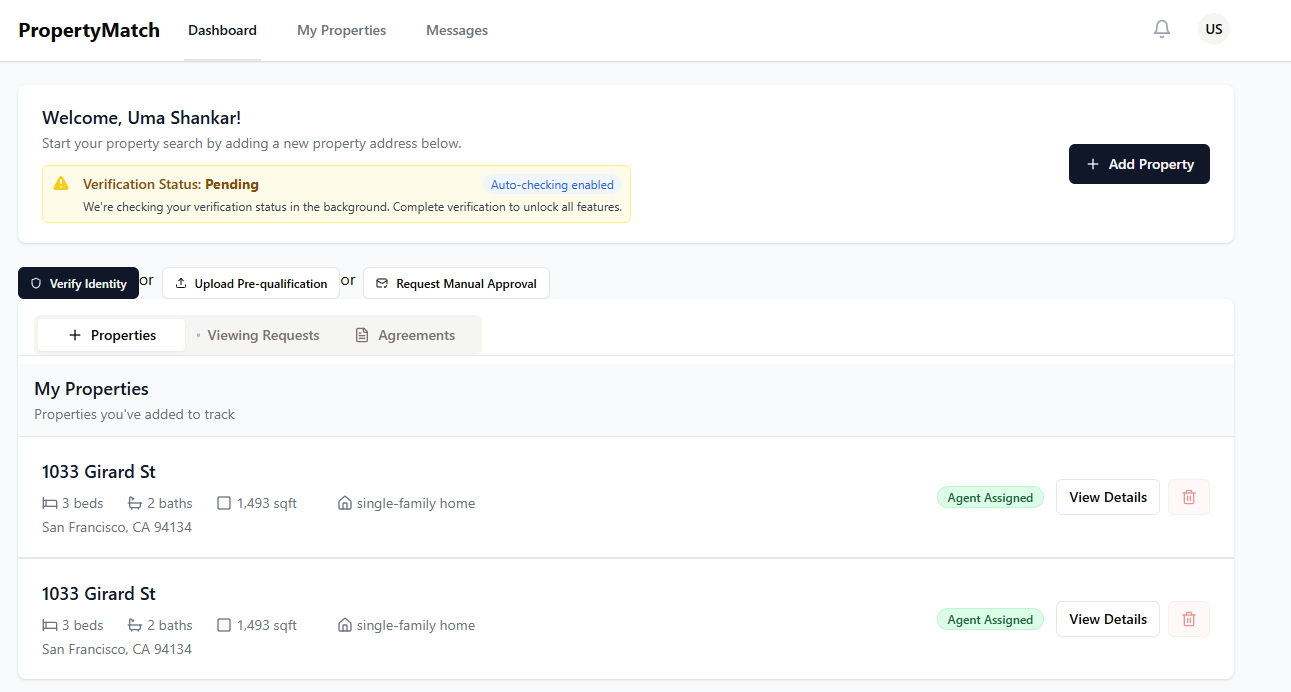 PropertyMatch Dashboard My Properties Messages US
Welcome, Uma Shankar!
Start your property search by adding a new property address below.
Verification Status: Pending Auto-checking enabled
We're checking your verification status in the background. Complete verification to unlock all features.
+ Add Property
Verify Identity or Upload Pre-qualification or Request Manual Approval
+ Properties Viewing Requests Agreements
My Properties
Properties you've added to track
1033 Girard St
3 beds 2 baths 1,493 sqft single-family home
San Francisco, CA 94134
Agent Assigned View Details
1033 Girard St
3 beds 2 baths 1,493 sqft single-family home
San Francisco, CA 94134
Agent Assigned View Details